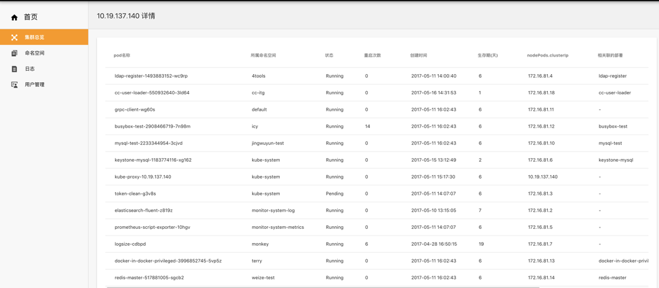 首页
10.19.137.140 详情
集群总览
命名空间
日志
用户管理
pod名称 所属命名空间 状态 重启次数 创建时间 生存期(天) nodePods.clusterip 相关联的部署
ldap-register-1493663152-wc9rp 4tools Running 0 2017-05-11 14:00:40 6 172.16.81.4 ldap-register
cc-user-loader-550932640-3ld64 cc-lig Running 0 2017-05-16 14:31:53 1 172.16.81.18 cc-user-loader
grpc-client-wg80s default Running 0 2017-05-11 16:02:43 6 172.16.81.11 -
busybox-test-2908466719-7n88m icy Running 14 2017-05-11 16:02:43 6 172.16.81.12 busybox-test
mysql-test-2233344954-3cjvd jingwuyun-test Running 0 2017-05-11 16:02:43 6 172.16.81.10 mysql-test
keystone-mysql-1183774116-vg162 kube-system Running 0 2017-05-15 13:12:49 2 172.16.81.6 keystone-mysql
kube-proxy-10.19.137.140 kube-system Running 0 2017-05-11 15:17:30 6 10.19.137.140 -
token-clean-g3v8s kube-system Pending 0 2017-05-11 14:07:07 6 172.16.81.3 -
elasticsearch-fluent-c819z monitor-system-log Running 0 2017-05-10 13:15:05 7 172.16.81.2 -
prometheus-script-exporter-10hgv monitor-system-metrics Running 0 2017-05-11 14:07:07 6 172.16.81.5 -
logsize-cdbpd monkey Running 6 2017-04-28 16:50:15 19 172.16.81.7 -
docker-in-docker-privileged-3996852745-5vp5z terry Running 0 2017-05-11 16:02:43 6 172.16.81.13 docker-in-docker-privil
redis-master-517881005-sgcb2 weize-test Running 0 2017-05-11 16:02:43 6 172.16.81.14 redis-master